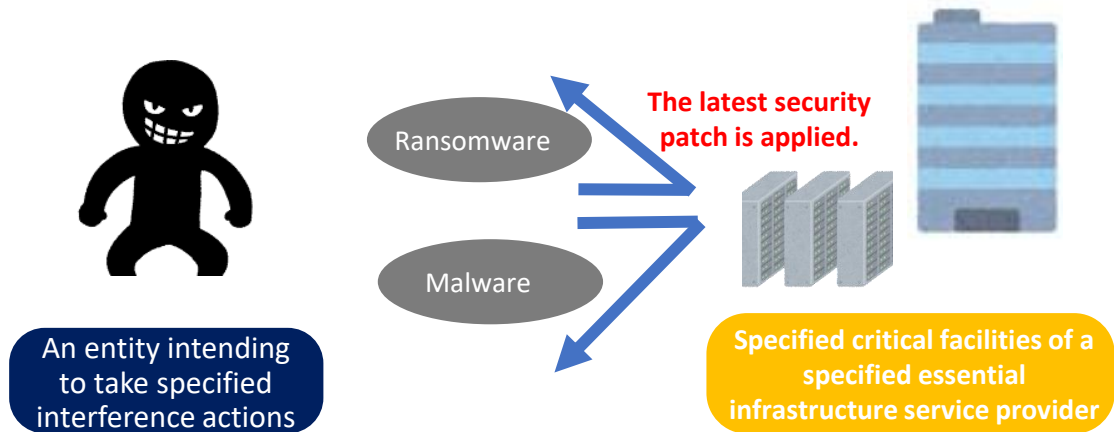 The latest security
patch is applied.
Ransomware
Malware
An entity intending
to take specified
interference actions
Specified critical facilities of a
specified essential
infrastructure service provider